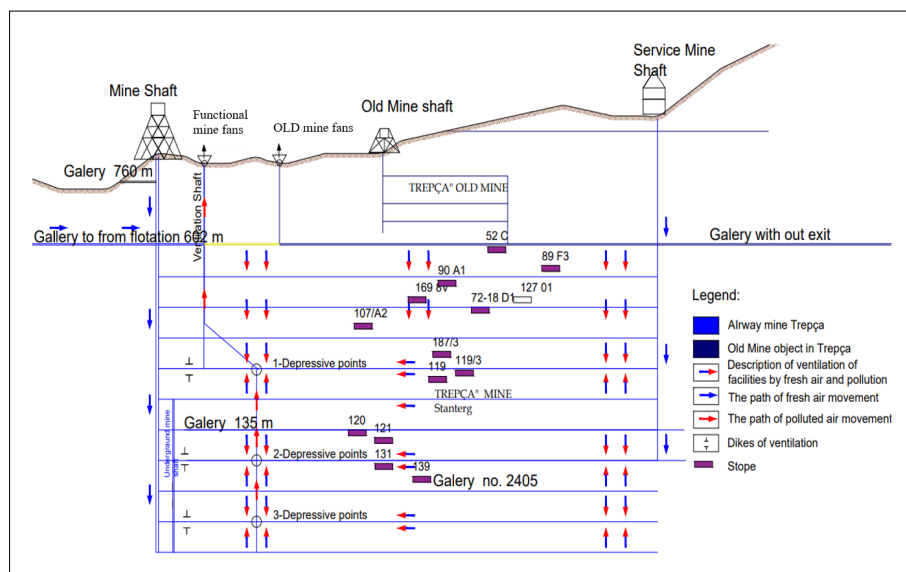 Service Mine
Shaft
Mine Shaft
Functional
mine fans
OLD mine fans
Old Mine shaft
Galery 760 m
Ventilation Shaft
TREPÇA" OLD MINE
Gallery to from flotation 602 m
52 C
Galery with out exit
89 F3
90 A1
169 8v
72-18 D1
127 01
107/A2
187/3
1-Depressive points
119
119/3
TREPÇA" MINE
Stanterg
Underground mine
shaft
Galery 135 m
120
121
2-Depressive points
131
139
Galery no. 2405
3-Depressive points
Legend:
Alrway mine Trepça
Old Mine object in Trepça
Description of ventilation of
facilities by fresh air and pollution
The path of fresh air movement
The path of polluted air movement
Dikes of ventilation
Stope